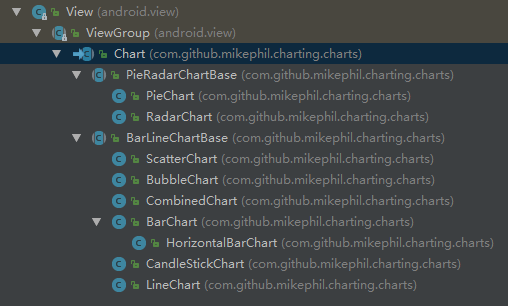 View (android.view)
ViewGroup (android.view)
Chart (com.github.mikephil.charting.charts)
PieRadarChartBase (com.github.mikephil.charting.charts)
PieChart (com.github.mikephil.charting.charts)
RadarChart (com.github.mikephil.charting.charts)
BarLineChartBase (com.github.mikephil.charting.charts)
ScatterChart (com.github.mikephil.charting.charts)
BubbleChart (com.github.mikephil.charting.charts)
CombinedChart (com.github.mikephil.charting.charts)
BarChart (com.github.mikephil.charting.charts)
HorizontalBarChart (com.github.mikephil.charting.charts)
CandleStickChart (com.github.mikephil.charting.charts)
LineChart (com.github.mikephil.charting.charts)